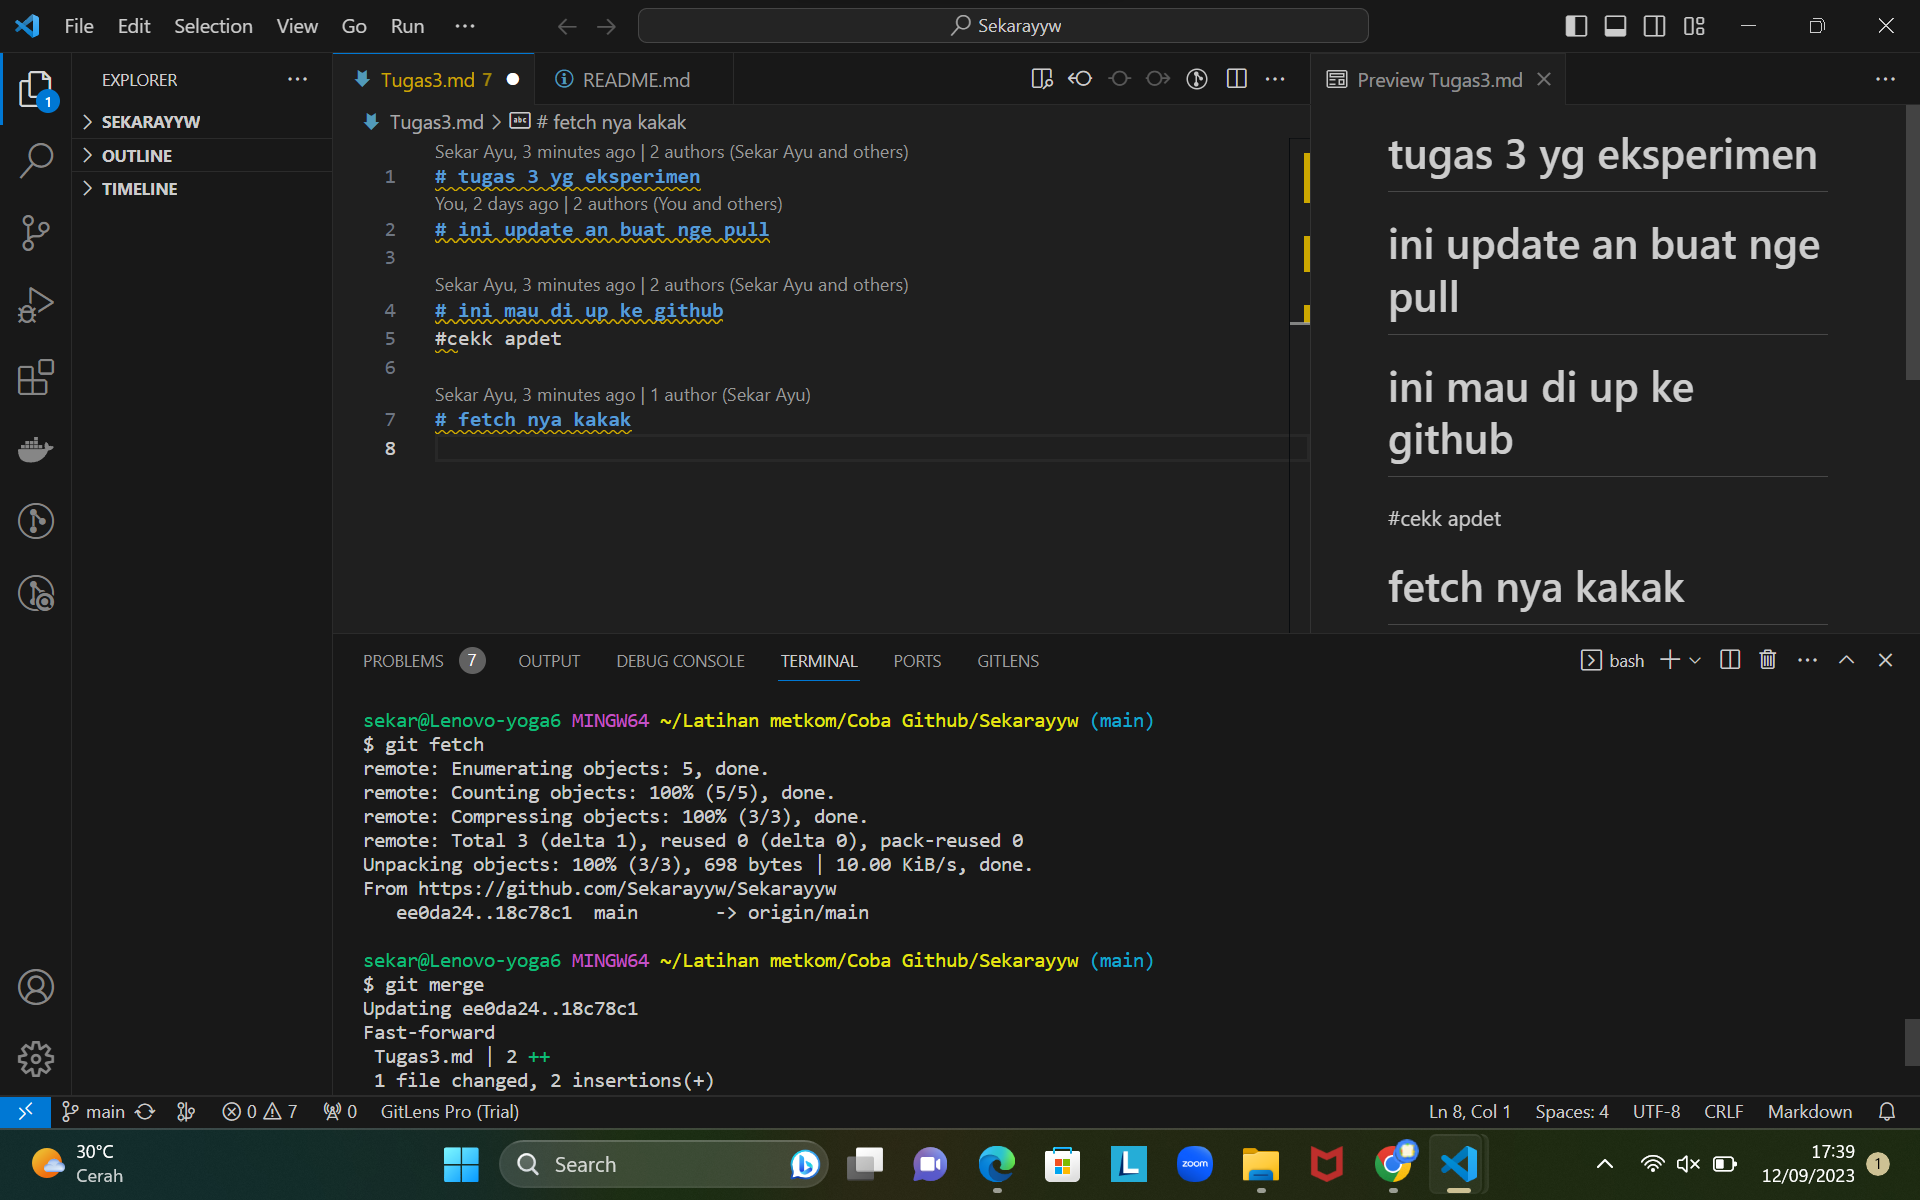 File Edit Selection View Go Run ···
Sekarayyw
EXPLORER
1
SEKARAYYW
OUTLINE
TIMELINE
Tugas3.md 7
README.md
Preview Tugas3.md
Tugas3.md > # fetch nya kakak
Sekar Ayu, 3 minutes ago | 2 authors (Sekar Ayu and others)
1 # tugas 3 yg eksperimen
You, 2 days ago | 2 authors (You and others)
2 # ini update an buat nge pull
3
Sekar Ayu, 3 minutes ago | 2 authors (Sekar Ayu and others)
4 # ini mau di up ke github
5 #cekk apdet
6
Sekar Ayu, 3 minutes ago | 1 author (Sekar Ayu)
7 # fetch nya kakak
8
tugas 3 yg eksperimen
ini update an buat nge
pull
ini mau di up ke
github
#cekk apdet
fetch nya kakak
PROBLEMS 7 OUTPUT DEBUG CONSOLE TERMINAL PORTS GITLENS
bash
sekar@Lenovo-yoga6 MINGW64 ~/Latihan metkom/Coba Github/Sekarayyw (main)
$ git fetch
remote: Enumerating objects: 5, done.
remote: Counting objects: 100% (5/5), done.
remote: Compressing objects: 100% (3/3), done.
remote: Total 3 (delta 1), reused 0 (delta 0), pack-reused 0
Unpacking objects: 100% (3/3), 698 bytes | 10.00 KiB/s, done.
From https://github.com/Sekarayyw/Sekarayyw
ee0da24..18c78c1 main -> origin/main
sekar@Lenovo-yoga6 MINGW64 ~/Latihan metkom/Coba Github/Sekarayyw (main)
$ git merge
Updating ee0da24..18c78c1
Fast-forward
Tugas3.md | 2 ++
1 file changed, 2 insertions(+)
main 0 7 0 GitLens Pro (Trial)
Ln 8, Col 1 Spaces: 4 UTF-8 CRLF Markdown
30°C
Cerah
Search
zoom
17:39
12/09/2023
1